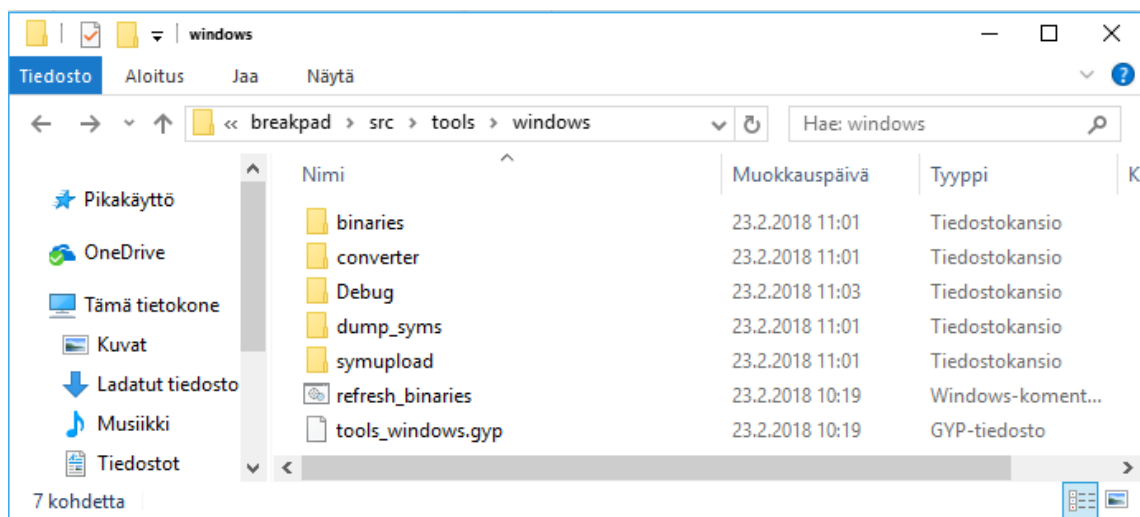 windows
Tiedosto Aloitus Jaa Näytä
« breakpad > src > tools > windows Hae: windows
Nimi Muokkauspäivä Tyyppi K
Pikakäyttö
OneDrive
Tämä tietokone
Kuvat
Ladatut tiedosto
Musiikki
Tiedostot
binaries 23.2.2018 11:01 Tiedostokansio
converter 23.2.2018 11:01 Tiedostokansio
Debug 23.2.2018 11:03 Tiedostokansio
dump_syms 23.2.2018 11:01 Tiedostokansio
symupload 23.2.2018 11:01 Tiedostokansio
refresh_binaries 23.2.2018 10:19 Windows-koment...
tools_windows.gyp 23.2.2018 10:19 GYP-tiedosto
7 kohdetta